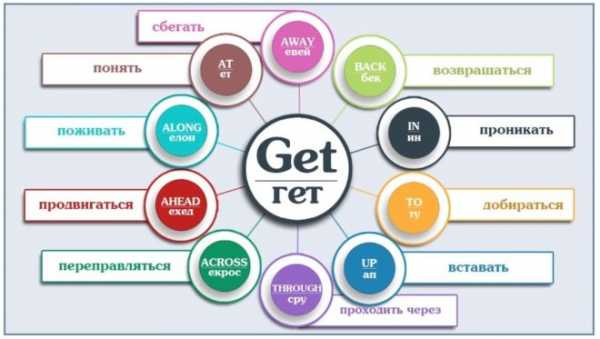 сбегать
AWAY
евей
AT
ет
понять
BACK
бек
возврашаться
поживать
ALONG
елон
IN
ин
проникать
Get
гет
продвигаться
AHEAD
ехед
TO
ту
добираться
переправляться
ACROSS
екрос
UP
ап
вставать
THROUGH
сру
проходить через